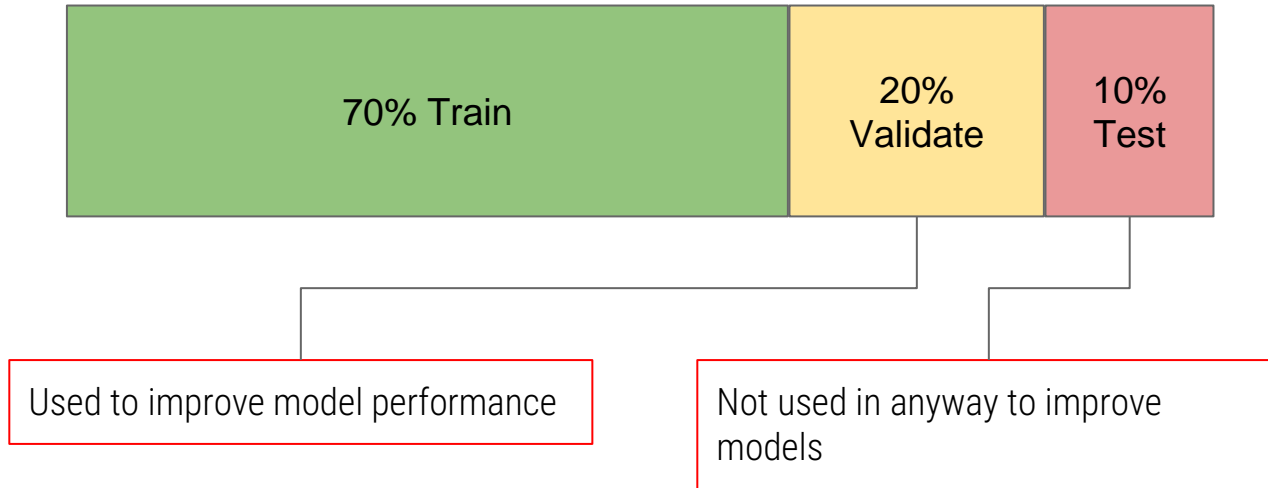 70% Train
20%
Validate
10%
Test
Used to improve model performance
Not used in anyway to improve
models